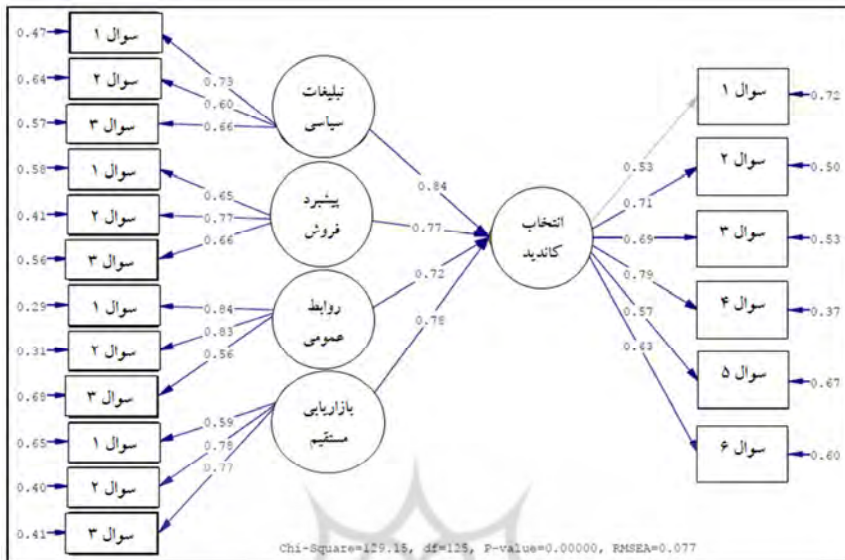 0.47
سوال ۱
0.64
سوال ۲
0.57
سوال ۳
0.58
سوال ۱
0.41
سوال ۲
0.56
سوال ۳
0.29
سوال ۱
0.31
سوال ۲
0.68
سوال ۳
0.65
سوال ۱
0.40
سوال ۲
0.41
سوال ۳
0.73
0.60
0.66
0.65
0.77
0.66
0.84
0.83
0.56
0.59
0.78
0.77
تبلیغات
سیاسی
پیشبرد
فروش
روابط
عمومی
بازاریابی
مستقیم
0.84
0.77
0.72
0.78
انتخاب
کاندید
0.53
0.71
0.69
0.79
0.57
0.63
سوال ۱
0.72
سوال ۲
0.50
سوال ۳
0.53
سوال ۴
0.37
سوال ۵
0.67
سوال ۶
0.60
Chi-Square=129.15, df=125, P-value=0.00000, RMSEA=0.077